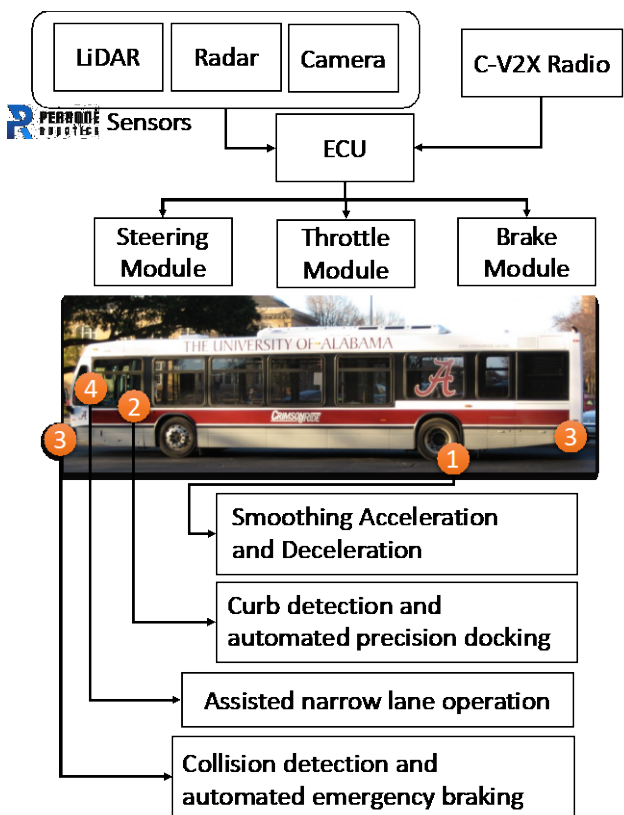 LiDAR
Radar
Camera
C-V2X Radio
PERRONE
ROBOTICS
Sensors
ECU
Steering
Module
Throttle
Module
Brake
Module
THE UNIVERSITY OF ALABAMA
A
CRIMSONRIDE
4
2
A
3
3
1
Smoothing Acceleration
and Deceleration
Curb detection and
automated precision docking
Assisted narrow lane operation
Collision detection and
automated emergency braking